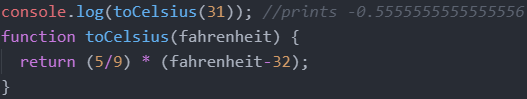 console.log(toCelsius(31)); //prints -0.5555555555555556
function toCelsius(fahrenheit) {
  return (5/9) * (fahrenheit-32);
}